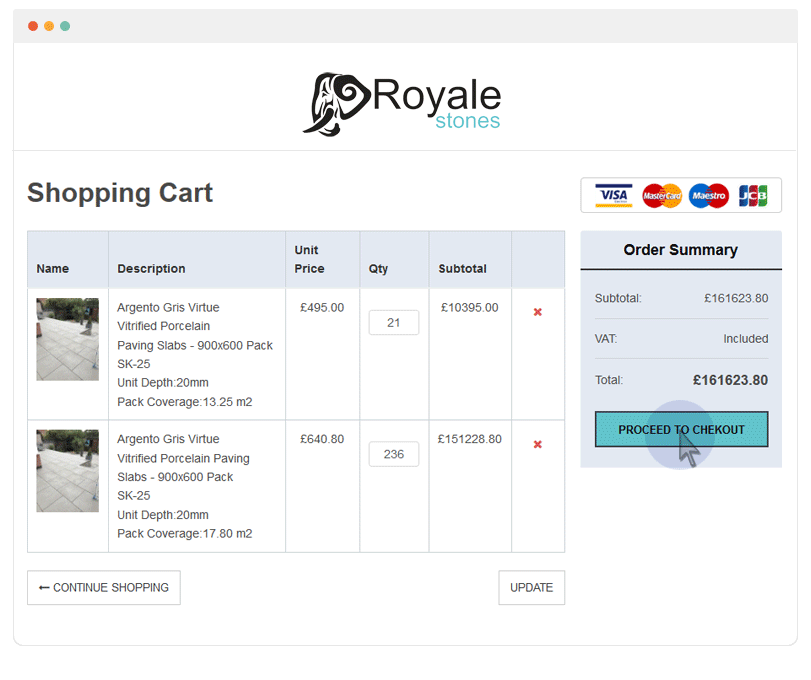 Royale
stones
Shopping Cart
VISA MasterCard Maestro JCB
Name Description Unit Price Qty Subtotal
Argento Gris Virtue
Vitrified Porcelain
Paving Slabs - 900x600 Pack
SK-25
Unit Depth:20mm
Pack Coverage:13.25 m2
£495.00
21
£10395.00
Argento Gris Virtue
Vitrified Porcelain Paving
Slabs - 900x600 Pack
SK-25
Unit Depth:20mm
Pack Coverage:17.80 m2
£640.80
236
£151228.80
CONTINUE SHOPPING
UPDATE
Order Summary
Subtotal: £161623.80
VAT: Included
Total: £161623.80
PROCEED TO CHEKOUT